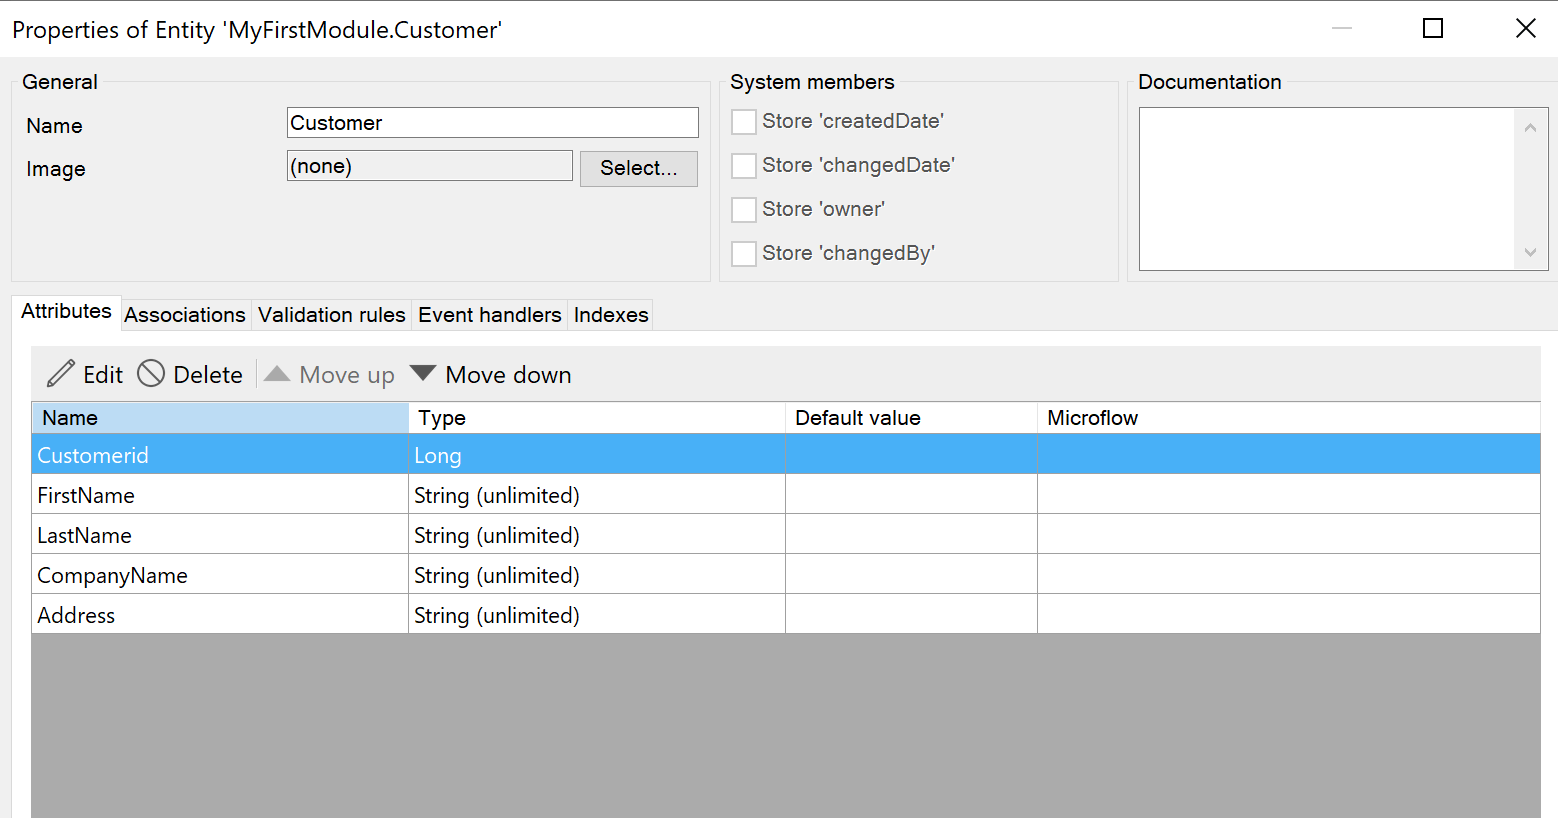 Properties of Entity 'MyFirstModule.Customer'
General
Name
Customer
Image
(none)
Select...
System members
Store 'createdDate'
Store 'changedDate'
Store 'owner'
Store 'changedBy'
Documentation
Attributes Associations Validation rules Event handlers Indexes
Edit Delete Move up Move down
Name Type Default value Microflow
Customerid Long
FirstName String (unlimited)
LastName String (unlimited)
CompanyName String (unlimited)
Address String (unlimited)